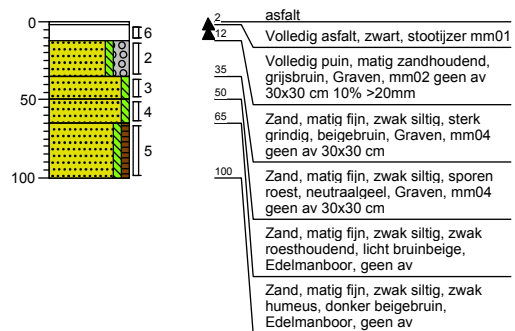 0
50
100
6
2
3
4
5
2
12
35
50
65
100
asfalt
Volledig asfalt, zwart, stootijzer mm01
Volledig puin, matig zandhoudend,
grijsbruin, Graven, mm02 geen av
30x30 cm 10% >20mm
Zand, matig fijn, zwak siltig, sterk
grindig, beigebruin, Graven, mm04
geen av 30x30 cm
Zand, matig fijn, zwak siltig, sporen
roest, neutraalgeel, Graven, mm04
geen av 30x30 cm
Zand, matig fijn, zwak siltig, zwak
roesthoudend, licht bruinbeige,
Edelmanboor, geen av
Zand, matig fijn, zwak siltig, zwak
humeus, donker beigebruin,
Edelmanboor, geen av